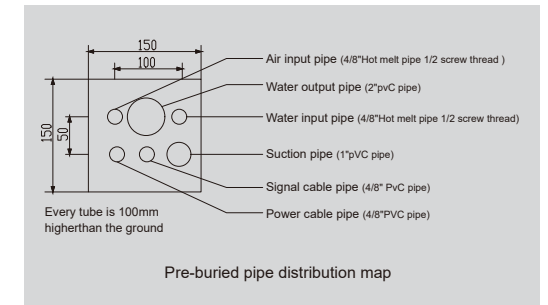 150
100
150
50
Air input pipe (4/8"Hot melt pipe 1/2 screw thread )
Water output pipe (2"pvC pipe)
Water input pipe (4/8"Hot melt pipe 1/2 screw thread)
Suction pipe (1"pVC pipe)
Signal cable pipe (4/8" PvC pipe)
Power cable pipe (4/8"PVC pipe)
Every tube is 100mm
higherthan the ground
Pre-buried pipe distribution map